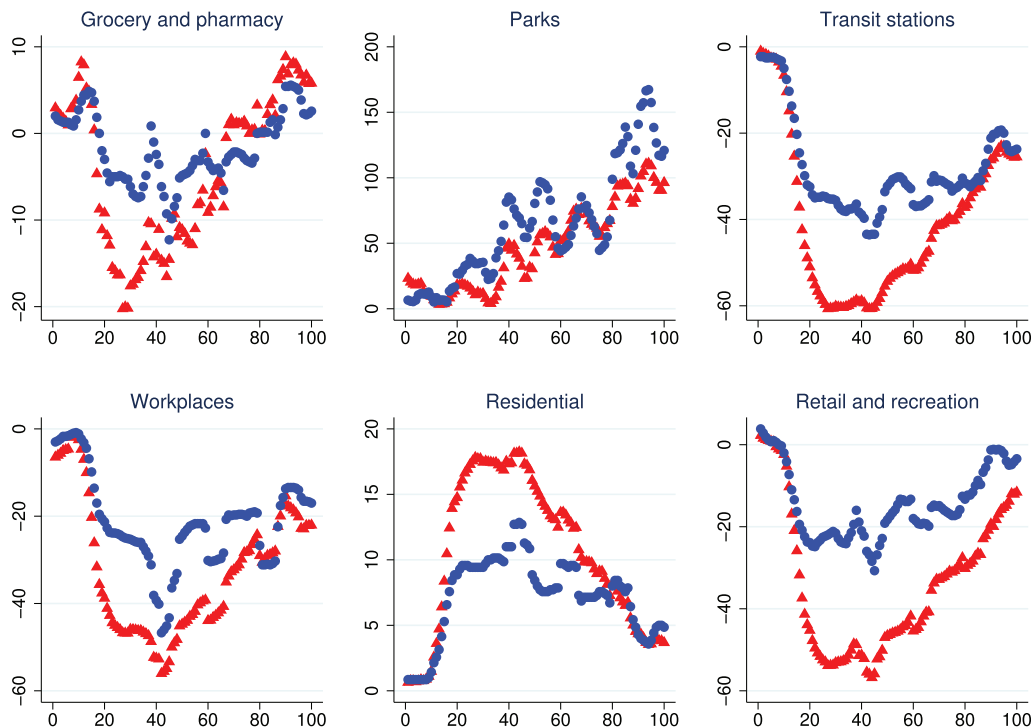 Grocery and pharmacy
10
0
−10
−20
0 20 40 60 80 100
Parks
200
150
100
50
0
0 20 40 60 80 100
Transit stations
0
−20
−40
−60
0 20 40 60 80 100
Workplaces
0
−20
−40
−60
0 20 40 60 80 100
Residential
20
15
10
5
0
0 20 40 60 80 100
Retail and recreation
0
−20
−40
−60
0 20 40 60 80 100